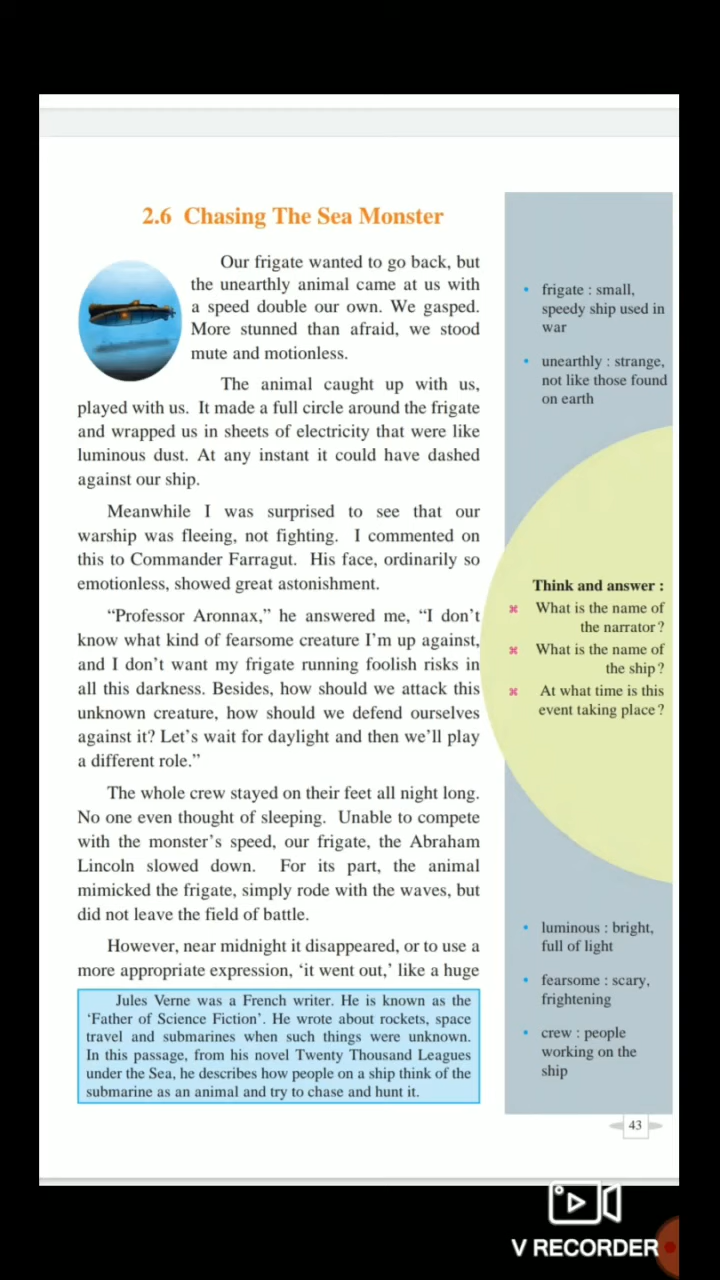 2.6 Chasing The Sea Monster
Our frigate wanted to go back, but
the unearthly animal came at us with
a speed double our own. We gasped.
More stunned than afraid, we stood
mute and motionless.
The animal caught up with us,
played with us. It made a full circle around the frigate
and wrapped us in sheets of electricity that were like
luminous dust. At any instant it could have dashed
against our ship.
Meanwhile I was surprised to see that our
warship was fleeing, not fighting. I commented on
this to Commander Farragut. His face, ordinarily so
emotionless, showed great astonishment.
“Professor Aronnax,” he answered me, “I don’t
know what kind of fearsome creature I’m up against,
and I don’t want my frigate running foolish risks in
all this darkness. Besides, how should we attack this
unknown creature, how should we defend ourselves
against it? Let’s wait for daylight and then we’ll play
a different role.”
The whole crew stayed on their feet all night long.
No one even thought of sleeping. Unable to compete
with the monster’s speed, our frigate, the Abraham
Lincoln slowed down. For its part, the animal
mimicked the frigate, simply rode with the waves, but
did not leave the field of battle.
However, near midnight it disappeared, or to use a
more appropriate expression, ‘it went out,’ like a huge
Jules Verne was a French writer. He is known as the
‘Father of Science Fiction’. He wrote about rockets, space
travel and submarines when such things were unknown.
In this passage, from his novel Twenty Thousand Leagues
under the Sea, he describes how people on a ship think of the
submarine as an animal and try to chase and hunt it.
• frigate : small,
speedy ship used in
war
• unearthly : strange,
not like those found
on earth
Think and answer :
⌘ What is the name of
the narrator ?
⌘ What is the name of
the ship ?
⌘ At what time is this
event taking place ?
• luminous : bright,
full of light
• fearsome : scary,
frightening
• crew : people
working on the
ship
43
V RECORDER